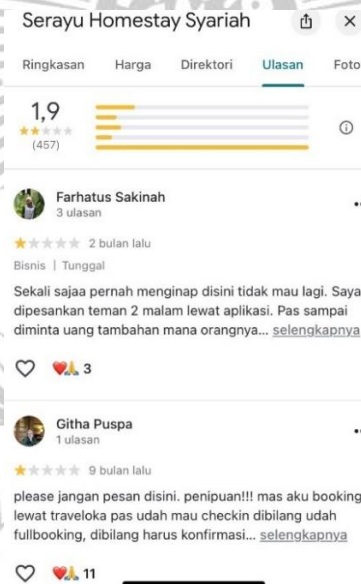 Serayu Homestay Syariah
Ringkasan Harga Direktori Ulasan Foto
1,9
(457)
Farhatus Sakinah
3 ulasan
2 bulan lalu
Bisnis | Tunggal
Sekali sajaa pernah menginap disini tidak mau lagi. Saya
dipesankan teman 2 malam lewat aplikasi. Pas sampai
diminta uang tambahan mana orangnya... selengkapnya
3
Githa Puspa
1 ulasan
9 bulan lalu
please jangan pesan disini. penipuan!!! mas aku booking
lewat traveloka pas udah mau checkin dibilang udah
fullbooking, dibilang harus konfirmasi... selengkapnya
11